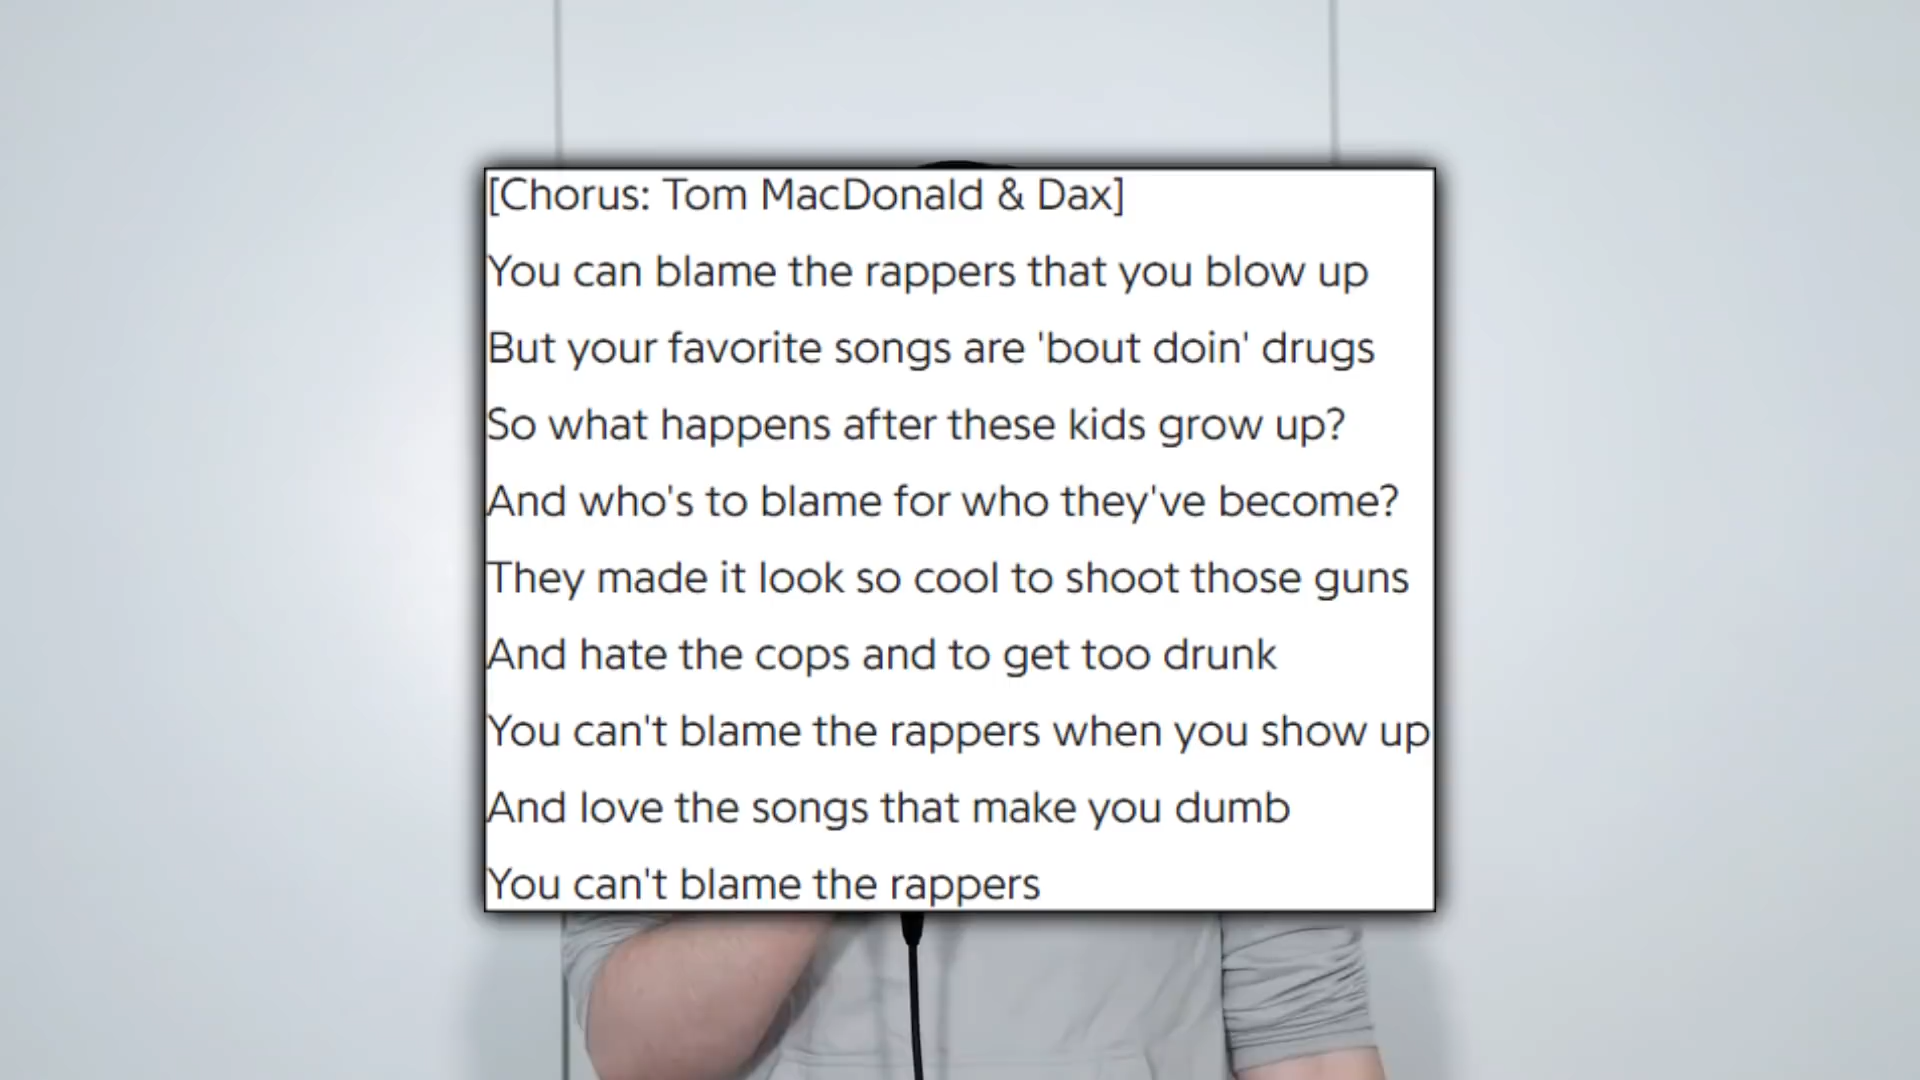 [Chorus: Tom MacDonald & Dax]
You can blame the rappers that you blow up
But your favorite songs are 'bout doin' drugs
So what happens after these kids grow up?
And who's to blame for who they've become?
They made it look so cool to shoot those guns
And hate the cops and to get too drunk
You can't blame the rappers when you show up
And love the songs that make you dumb
You can't blame the rappers